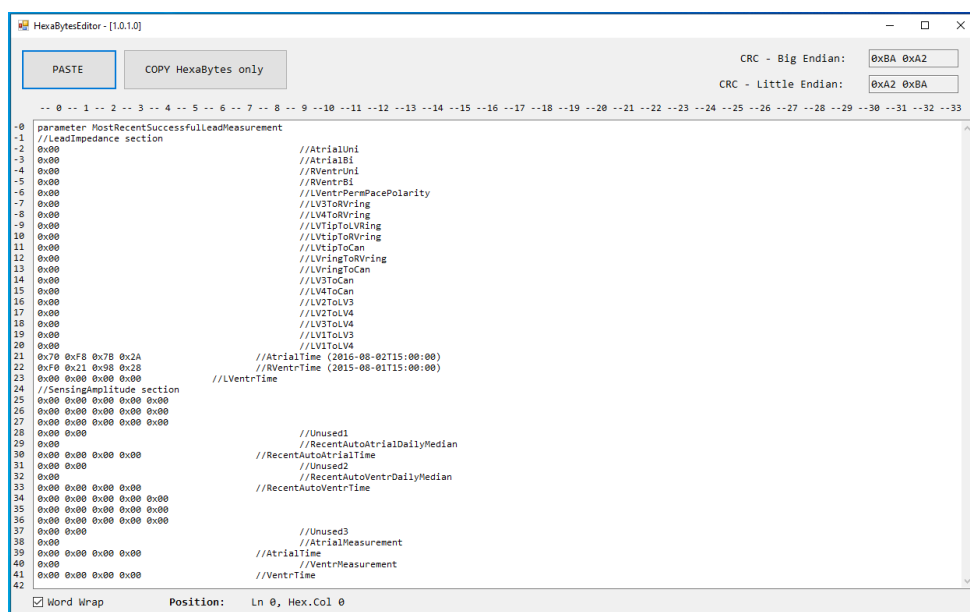 HexaBytesEditor - [1.0.1.0]
PASTE
COPY HexaBytes only
CRC - Big Endian: 0xBA 0xA2
CRC - Little Endian: 0xA2 0xBA
-- 0 -- 1 -- 2 -- 3 -- 4 -- 5 -- 6 -- 7 -- 8 -- 9 --10 --11 --12 --13 --14 --15 --16 --17 --18 --19 --20 --21 --22 --23 --24 --25 --26 --27 --28 --29 --30 --31 --32 --33
-0 parameter MostRecentSuccessfulLeadMeasurement
-1 //LeadImpedance section
-2 0x00 //AtrialUni
-3 0x00 //AtrialBi
-4 0x00 //RVentrUni
-5 0x00 //RVentrBi
-6 0x00 //LVentrPermPacePolarity
-7 0x00 //LV3ToRVring
-8 0x00 //LV4ToRVring
-9 0x00 //LVTipToLVRing
10 0x00 //LVtipToRVring
11 0x00 //LVtipToCan
12 0x00 //LVringToRVring
13 0x00 //LVringToCan
14 0x00 //LV3ToCan
15 0x00 //LV4ToCan
16 0x00 //LV2ToLV3
17 0x00 //LV2ToLV4
18 0x00 //LV3ToLV4
19 0x00 //LV1ToLV3
20 0x00 //LV1ToLV4
21 0x70 0xF8 0x7B 0x2A //AtrialTime (2016-08-02T15:00:00)
22 0xF0 0x21 0x98 0x28 //RVentrTime (2015-08-01T15:00:00)
23 0x00 0x00 0x00 0x00 //LVentrTime
24 //SensingAmplitude section
25 0x00 0x00 0x00 0x00 0x00
26 0x00 0x00 0x00 0x00 0x00
27 0x00 0x00 0x00 0x00 0x00
28 0x00 0x00 //Unused1
29 0x00 //RecentAutoAtrialDailyMedian
30 0x00 0x00 0x00 0x00 //RecentAutoAtrialTime
31 0x00 0x00 //Unused2
32 0x00 //RecentAutoVentrDailyMedian
33 0x00 0x00 0x00 0x00 //RecentAutoVentrTime
34 0x00 0x00 0x00 0x00 0x00
35 0x00 0x00 0x00 0x00 0x00
36 0x00 0x00 0x00 0x00 0x00
37 0x00 0x00 //Unused3
38 0x00 //AtrialMeasurement
39 0x00 0x00 0x00 0x00 //AtrialTime
40 0x00 //VentrMeasurement
41 0x00 0x00 0x00 0x00 //VentrTime
42
Word Wrap Position: Ln 0, Hex.Col 0